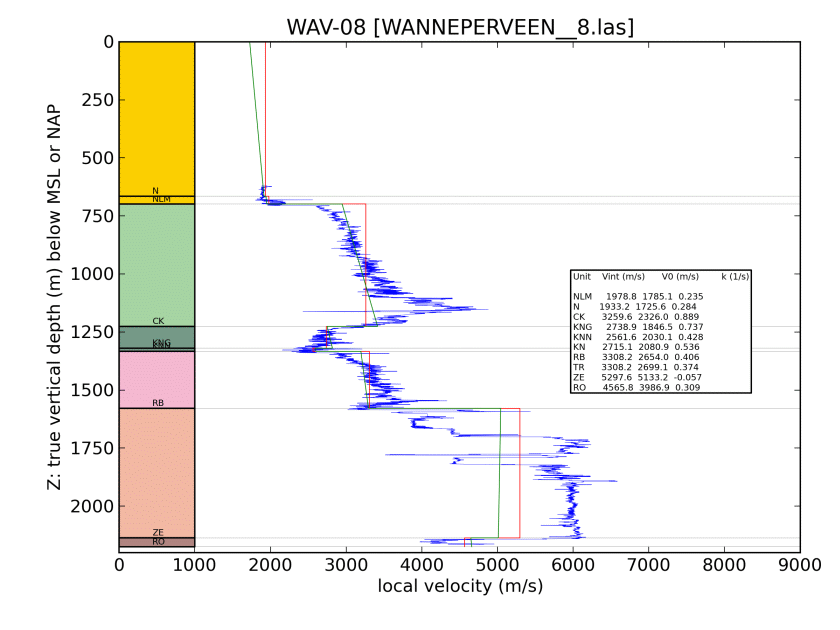 WAV-08 [WANNEPERVEEN__8.las]
Z: true vertical depth (m) below MSL or NAP
0
250
500
750
1000
1250
1500
1750
2000
N
NLM
CK
KNG
KNN
RB
ZE
RO
Unit Vint (m/s) V0 (m/s) k (1/s)
NLM 1978.8 1785.1 0.235
N 1933.2 1725.6 0.284
CK 3259.6 2326.0 0.889
KNG 2738.9 1846.5 0.737
KNN 2561.6 2030.1 0.428
KN 2715.1 2080.9 0.536
RB 3308.2 2654.0 0.406
TR 3308.2 2699.1 0.374
ZE 5297.6 5133.2 -0.057
RO 4565.8 3986.9 0.309
0 1000 2000 3000 4000 5000 6000 7000 8000 9000
local velocity (m/s)